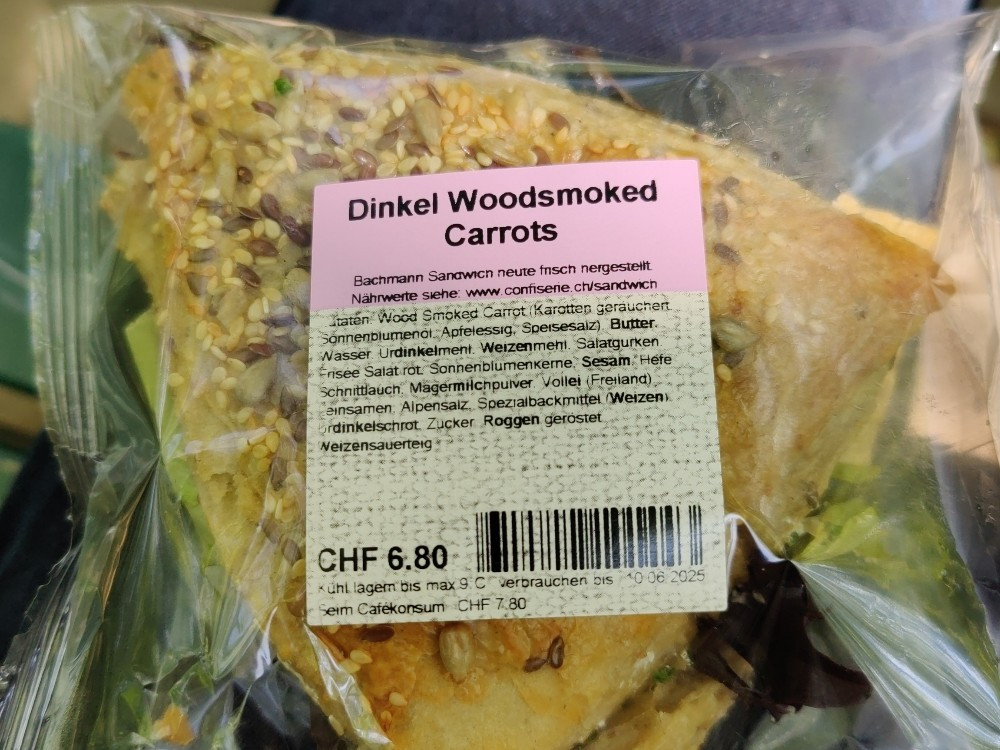 Dinkel Woodsmoked
Carrots
Bachmann Sandwich heute frisch hergestellt.
Nährwerte siehe: www.confiserie.ch/sandwich
utaten: Wood Smoked Carrot (Karotten geräuchert,
Sonnenblumenöl, Apfelessig, Speisesalz), Butter,
Wasser, Urdinkelmehl, Weizenmehl, Salatgurken,
Frisée Salat rot, Sonnenblumenkerne, Sesam, Hefe
Schnittlauch, Magermilchpulver, Vollei (Freiland),
einsamen, Alpensalz, Spezialbackmittel (Weizen),
Urdinkelschrot, Zucker, Roggen geröstet,
Weizensauerteig
CHF 6.80
Kühl lagern bis max 9°C verbrauchen bis 10.06.2025
Beim Cafékonsum CHF 7.80